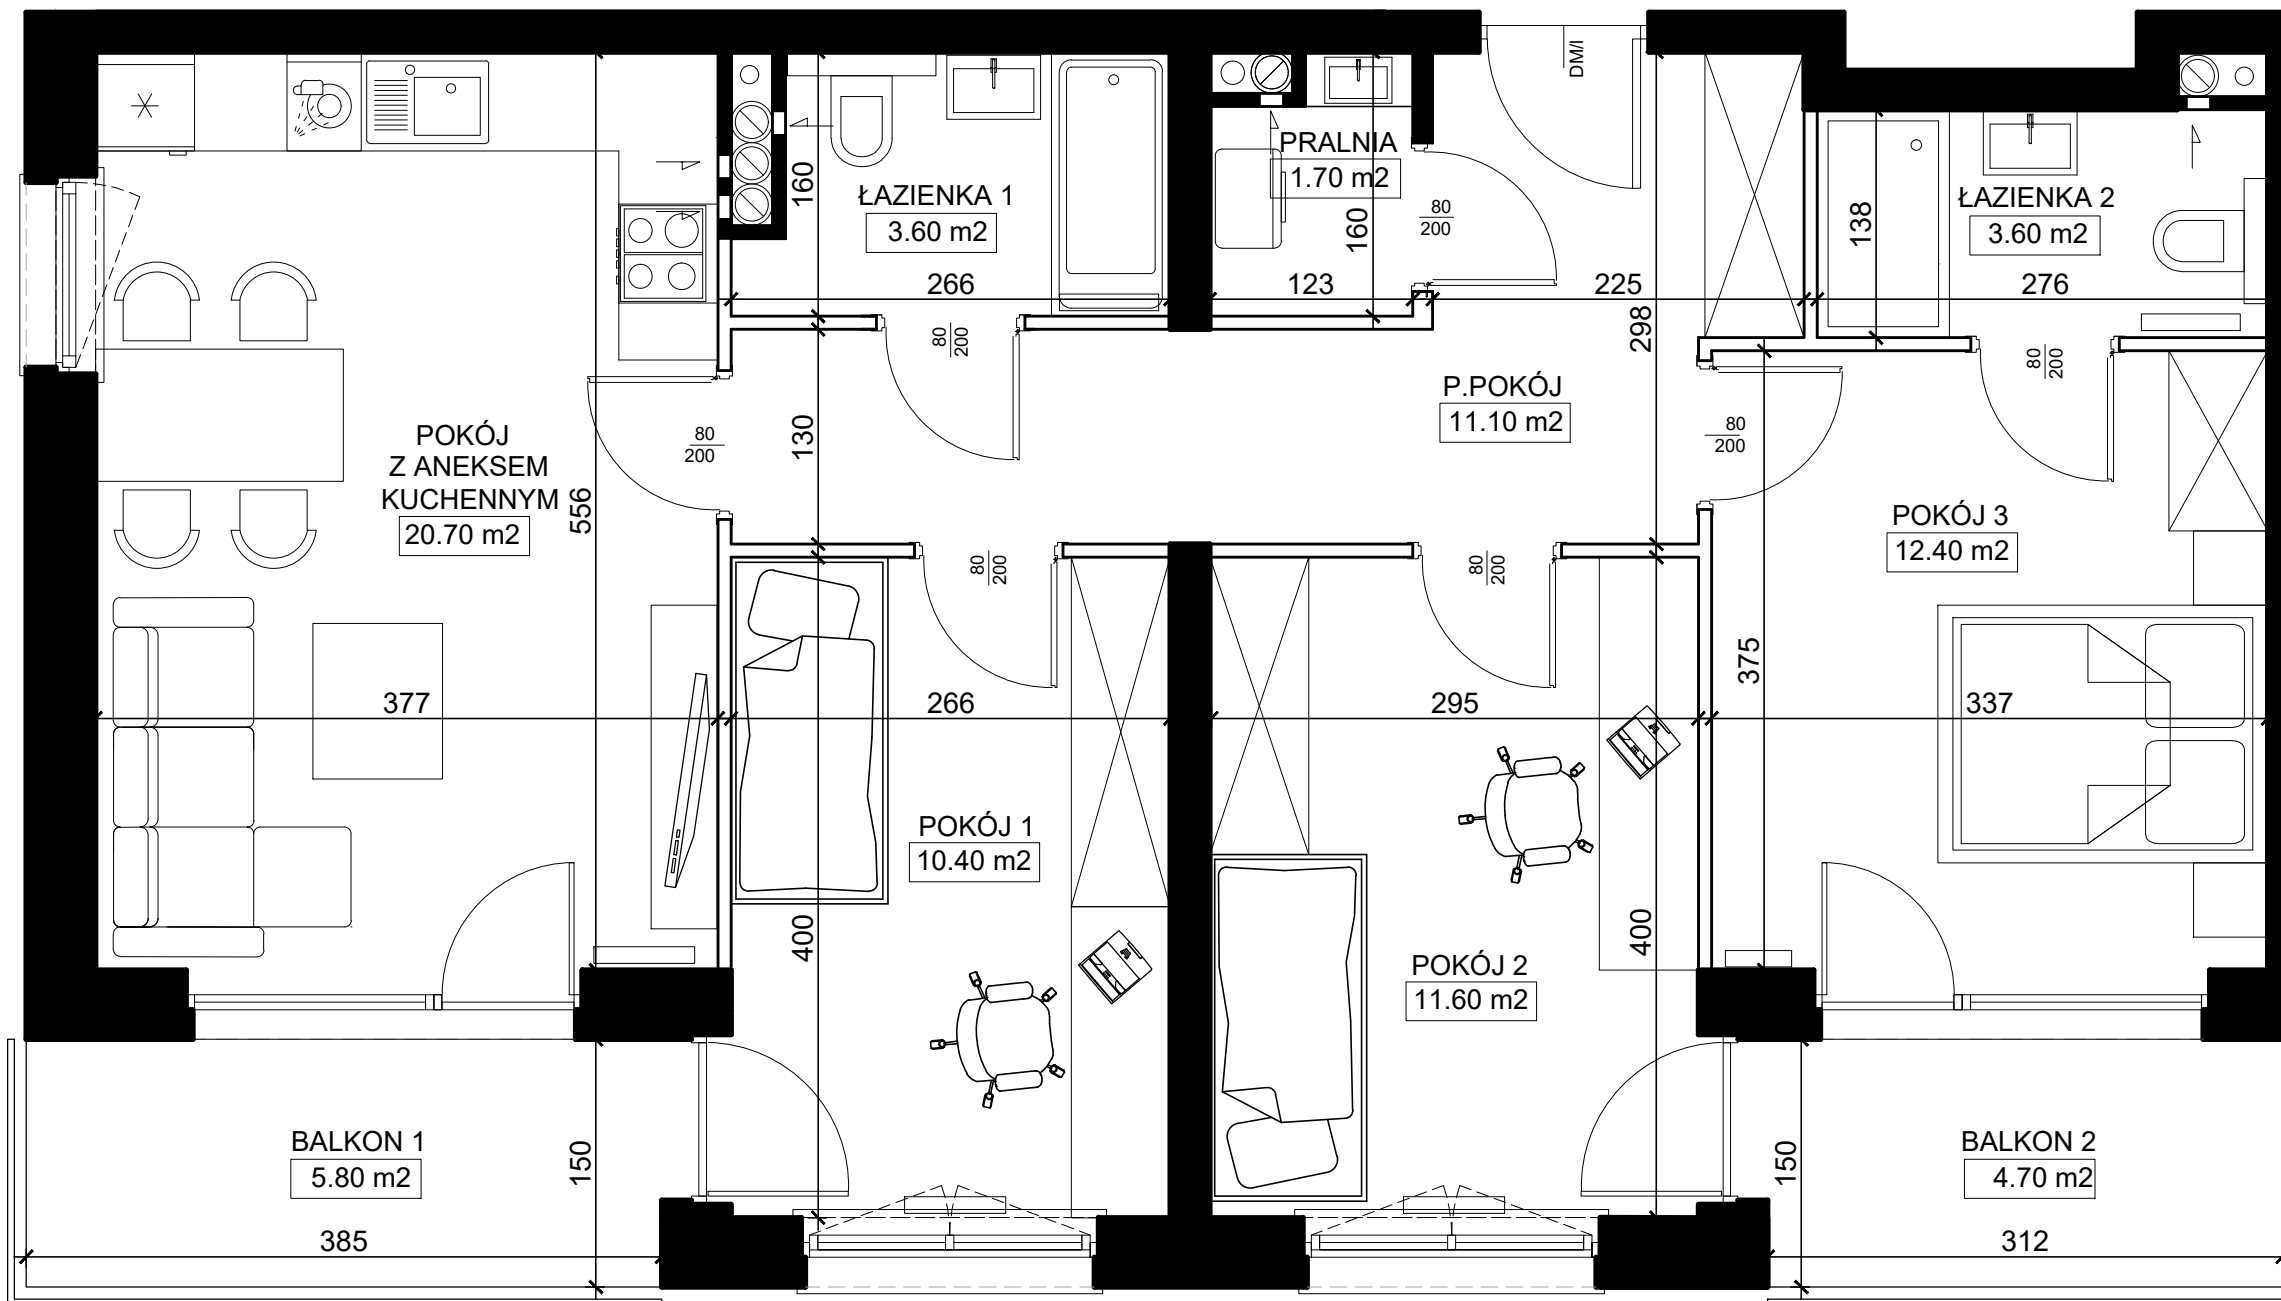 DM/I
PRALNIA
1.70 m2
160
ŁAZIENKA 1
3.60 m2
160
80
200
ŁAZIENKA 2
3.60 m2
138
266
123
225
276
298
80
200
80
200
P.POKÓJ
11.10 m2
POKÓJ
Z ANEKSEM
KUCHENNYM
20.70 m2
556
80
200
130
80
200
POKÓJ 3
12.40 m2
80
200
80
200
375
377
266
295
337
POKÓJ 1
10.40 m2
400
POKÓJ 2
11.60 m2
400
BALKON 1
5.80 m2
150
BALKON 2
4.70 m2
150
385
312